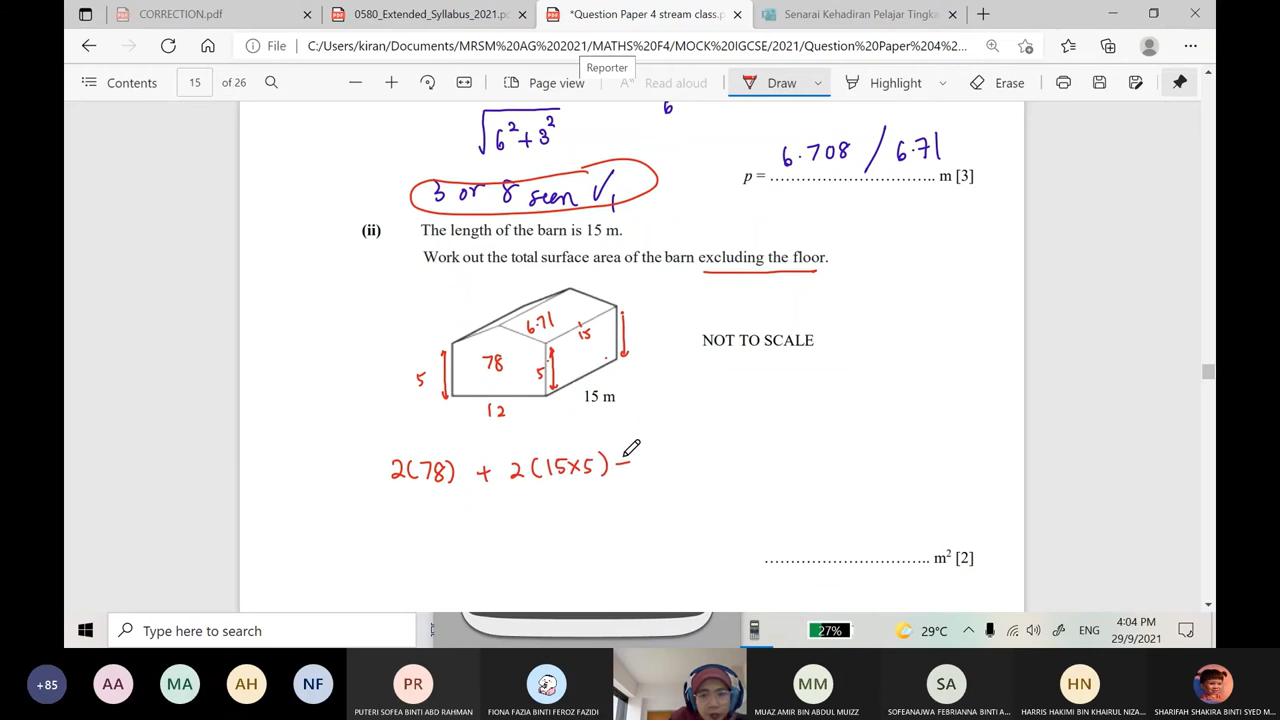 CORRECTION.pdf
0580_Extended_Syllabus_2021.pdf
*Question Paper 4 stream class.p
Senarai Kehadiran Pelajar Tingka
File
C:/Users/kiran/Documents/MRSM%20AG%202021/MATHS%20F4/MOCK%20IGCSE/2021/Question%20Paper%204%2...
Reporter
Contents
15
of 26
Page view
Read aloud
Draw
Highlight
Erase
6
√6²+3²
6.708 / 6.71
p = ………………………….. m [3]
3 or 8 seen ✓1
(ii) The length of the barn is 15 m.
Work out the total surface area of the barn excluding the floor.
6.71
15
NOT TO SCALE
78
5
5
15 m
12
2(78) + 2(15×5) –
………………………….. m² [2]
Type here to search
27%
29°C
ENG
4:04 PM
29/9/2021
+85
AA
MA
AH
NF
PR
MM
SA
HN
PUTERI SOFEA BINTI ABD RAHMAN
FIONA FAZIA BINTI FEROZ FAZIDI
MUAZ AMIR BIN ABDUL MUIZZ
SOFEANAJWA FEBRIANNA BINTI A...
HARRIS HAKIMI BIN KHAIRUL NIZA...
SHARIFAH SHAKIRA BINTI SYED M...